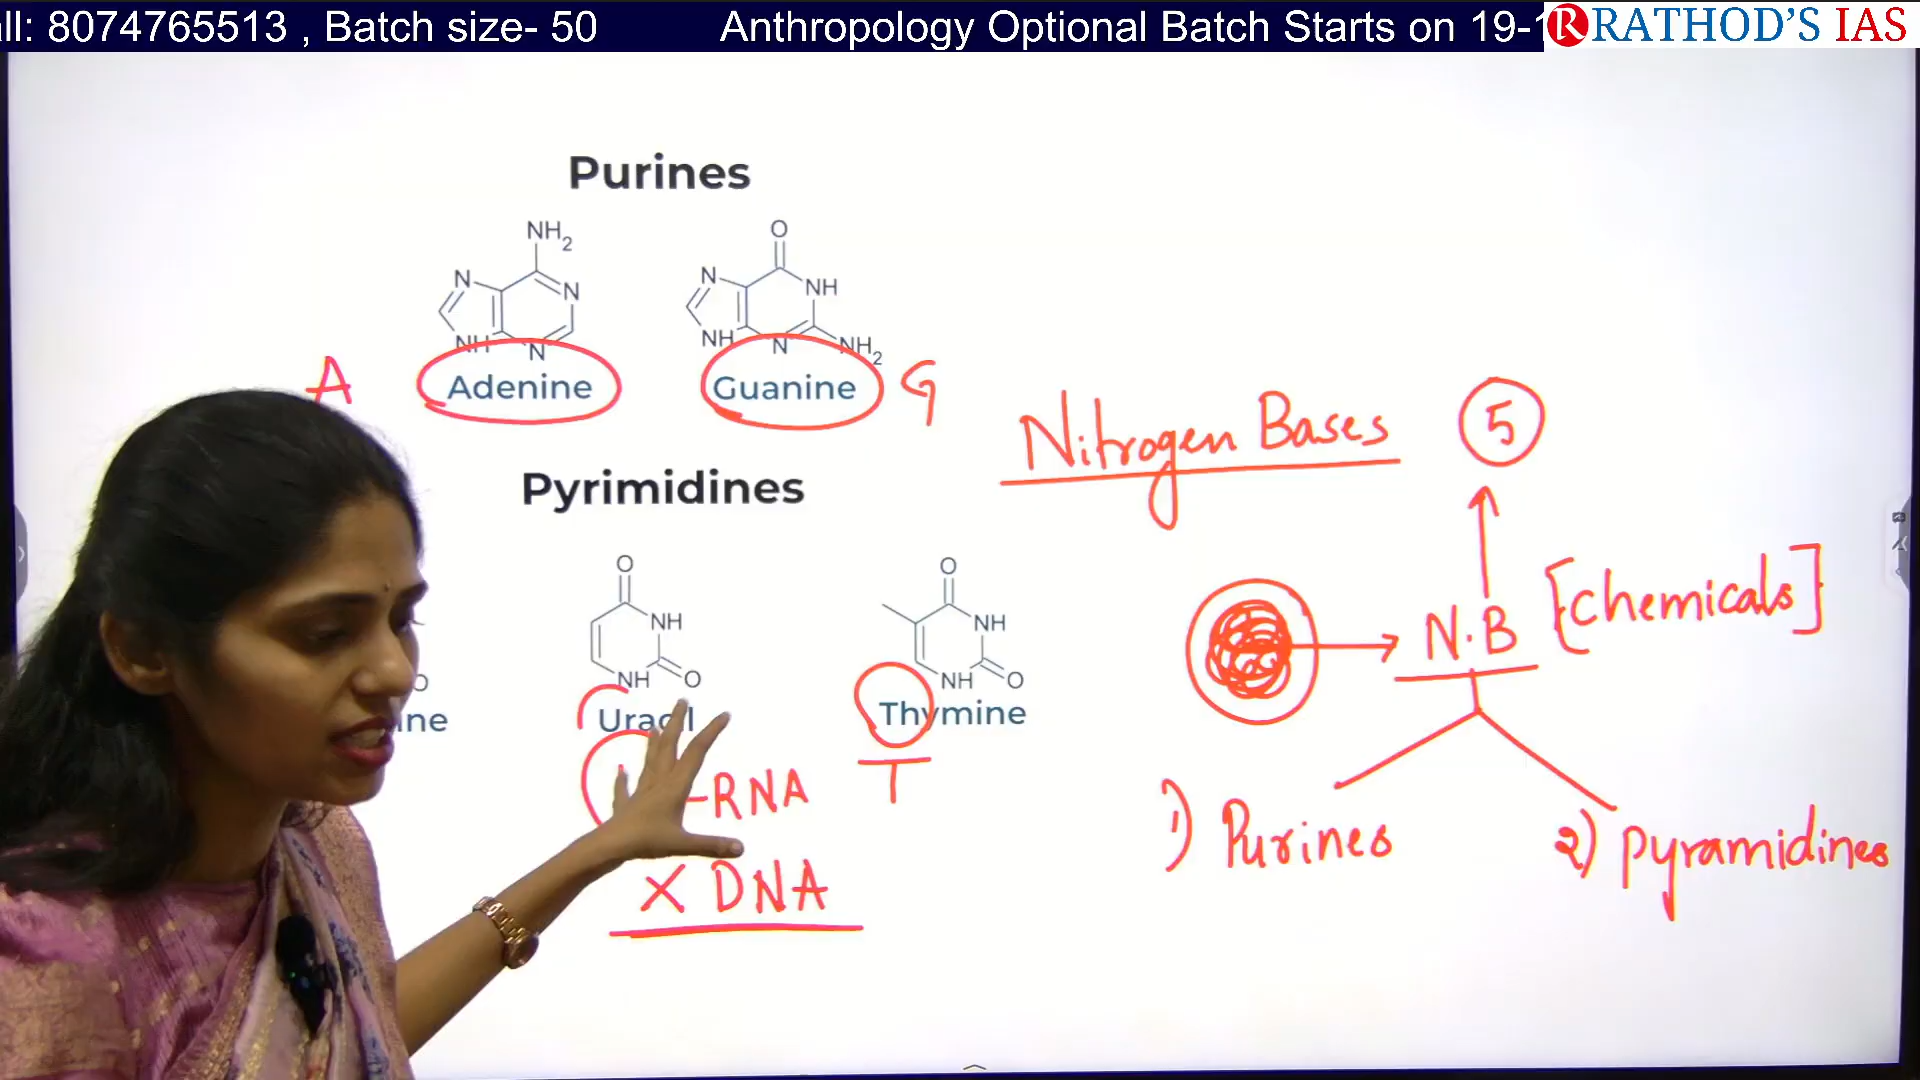 ll: 8074765513 , Batch size- 50 Anthropology Optional Batch Starts on 19-1
R RATHOD'S IAS
Purines
NH2
N
N
NH
N
Adenine
A
O
N
NH
NH
N
NH2
Guanine
G
Nitrogen Bases 5
Pyrimidines
O
ine
O
NH
NH
O
Uracil
O
NH
NH
O
Thymine
T
-RNA
X DNA
N.B [chemicals]
1) Purines
2) Pyramidines